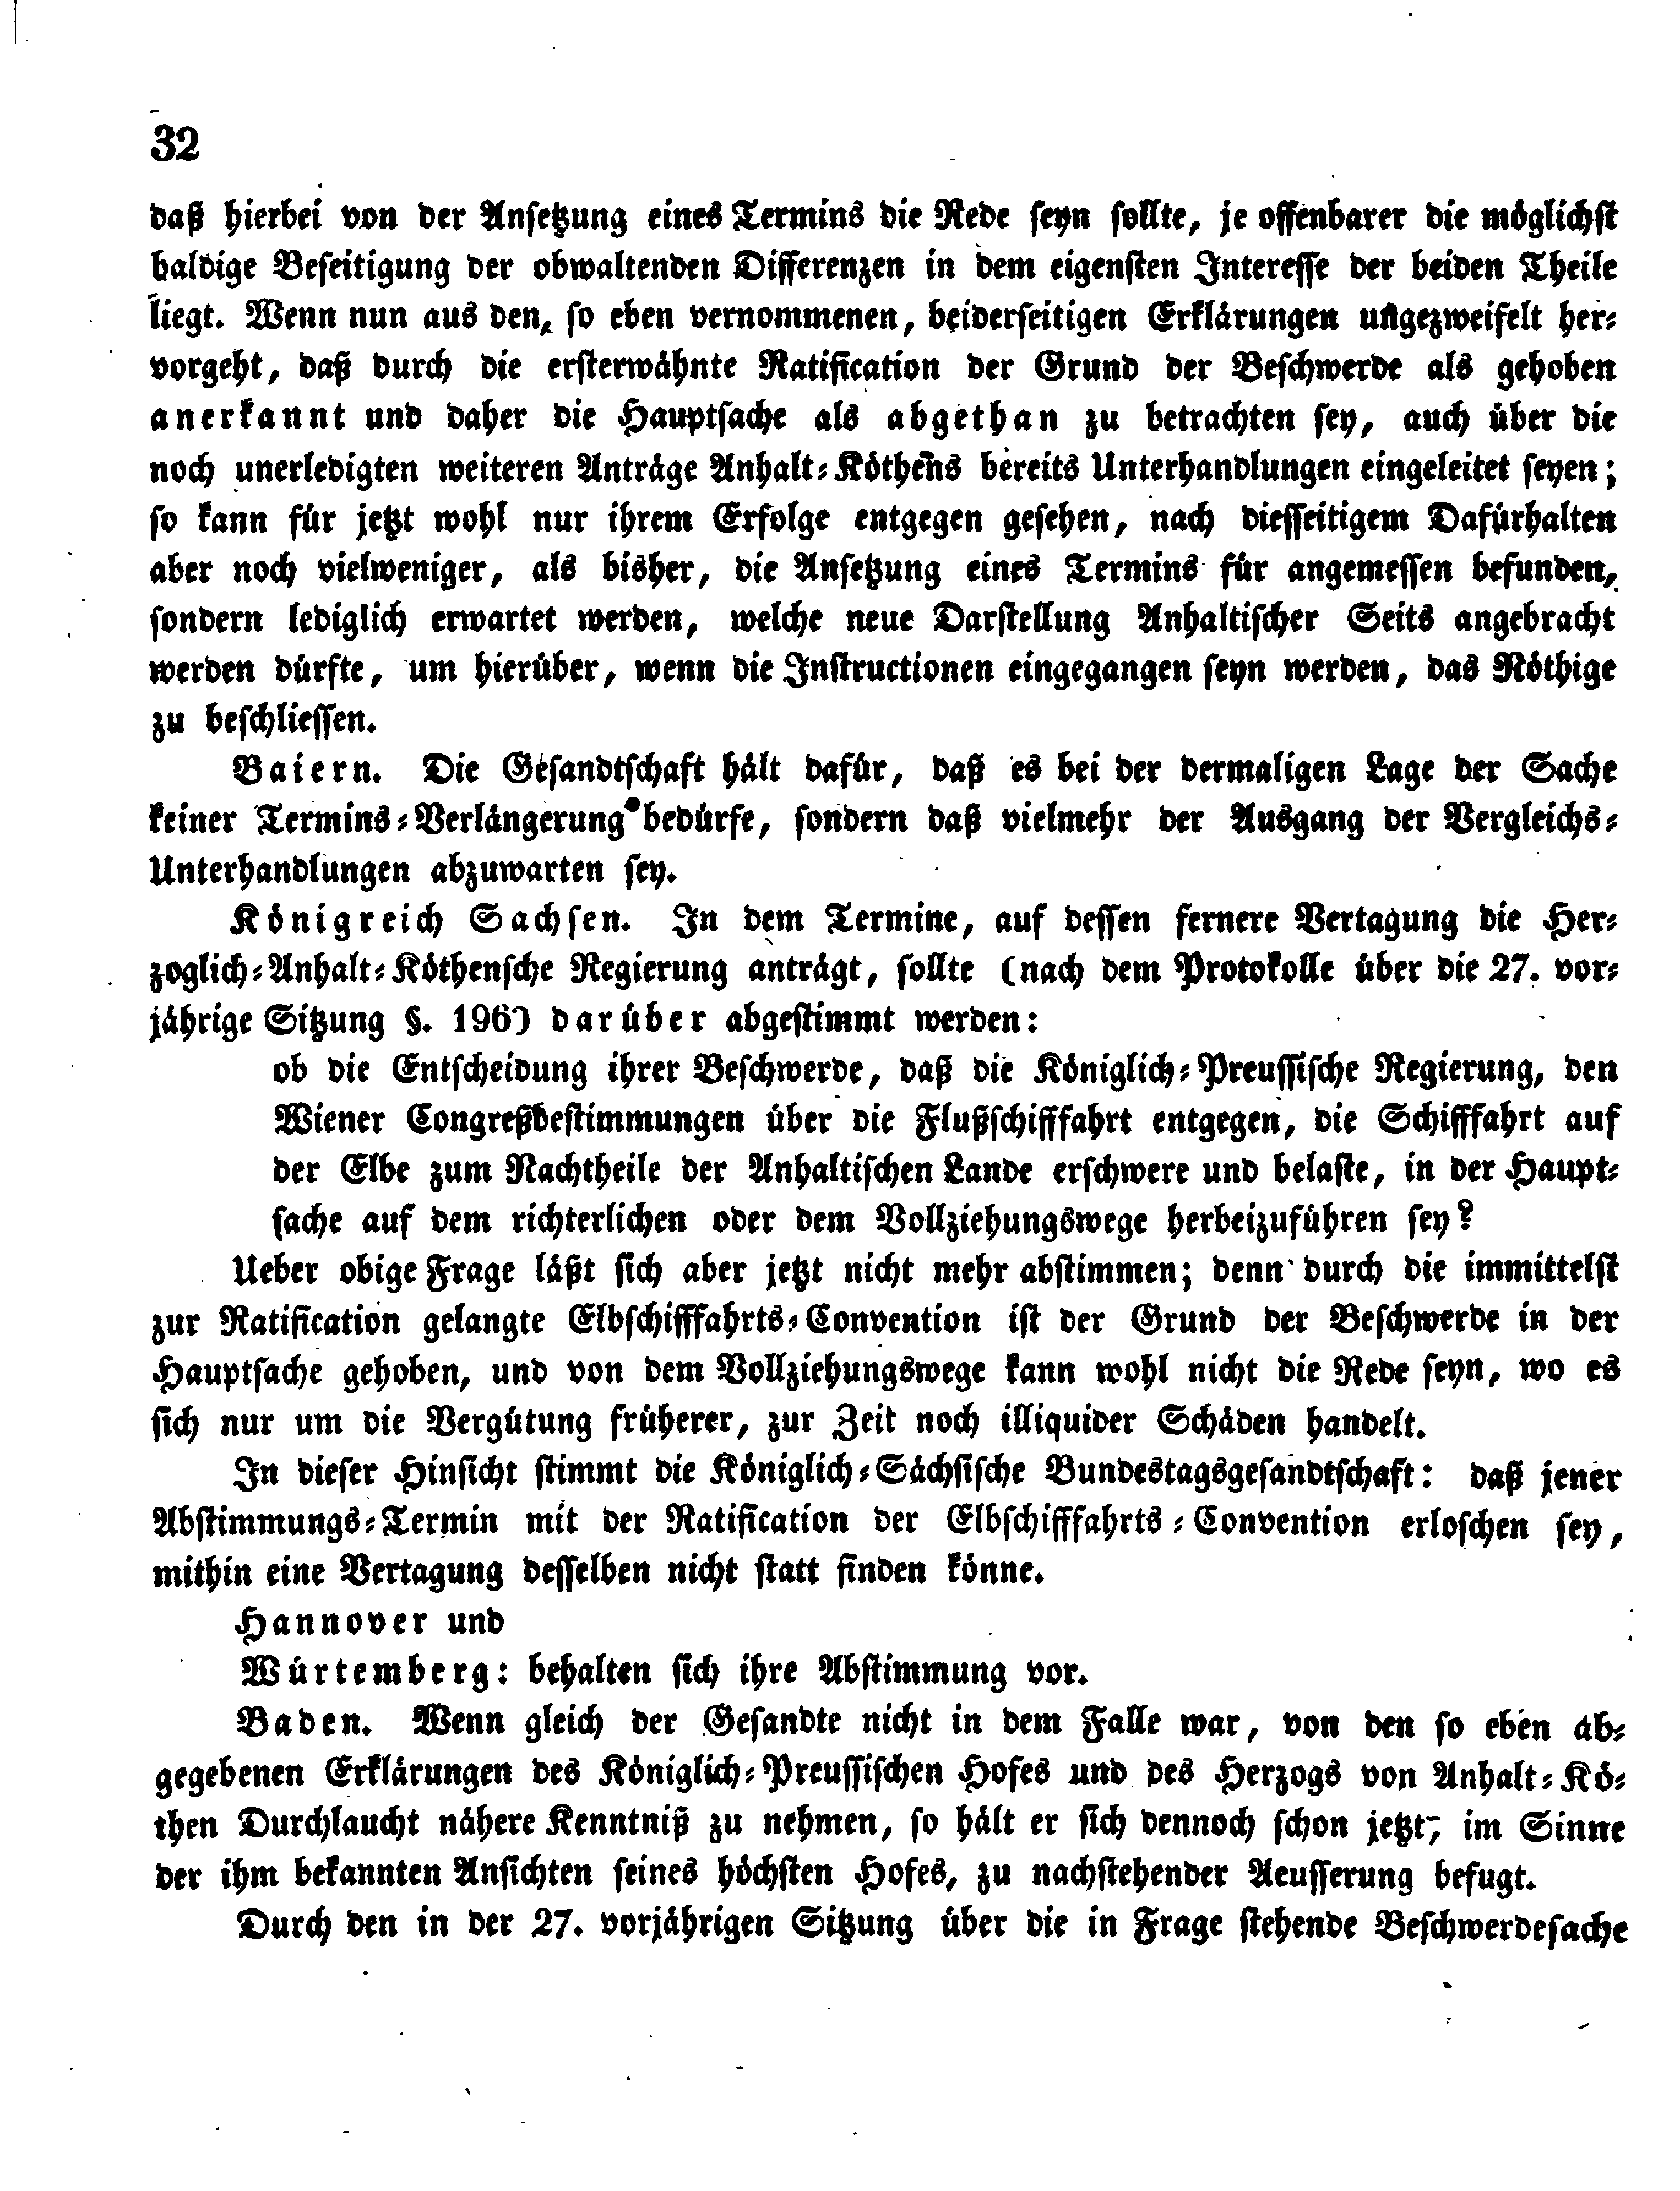 32
daß hierbei von der Ansetzung eines Termins die Rede seyn sollte, je offenbarer die möglichst
baldige Beseitigung der obwaltenden Differenzen in dem eigensten Interesse der beiden Theile
liegt. Wenn nun aus den, so eben vernommenen, beiderseitigen Erklärungen ungezweifelt her-
vorgeht, daß durch die ersterwähnte Ratification der Grund der Beschwerde als gehoben
anerkannt und daher die Hauptsache als abgethan zu betrachten sey, auch über die
noch unerledigten weiteren Anträge Anhalt-Köthens bereits Unterhandlungen eingeleitet seyen;
so kann für jetzt wohl nur ihrem Erfolge entgegen gesehen, nach diesseitigem Dafürhalten
aber noch vielweniger, als bisher, die Ansetzung eines Termins für angemessen befunden,
sondern lediglich erwartet werden, welche neue Darstellung Anhaltischer Seits angebracht
werden dürfte, um hierüber, wenn die Instructionen eingegangen seyn werden, das Nöthige
zu beschliessen.
Baiern. Die Gesandtschaft hält dafür, daß es bei der dermaligen Lage der Sache
keiner Termins-Verlängerung bedürfe, sondern daß vielmehr der Ausgang der Vergleichs-
Unterhandlungen abzuwarten sey.
Königreich Sachsen. In dem Termine, auf dessen fernere Vertagung die Her-
zoglich-Anhalt-Köthensche Regierung anträgt, sollte (nach dem Protokolle über die 27. vor-
jährige Sitzung §. 196) darüber abgestimmt werden:
ob die Entscheidung ihrer Beschwerde, daß die Königlich-Preussische Regierung, den
Wiener Congreßbestimmungen über die Flußschifffahrt entgegen, die Schifffahrt auf
der Elbe zum Nachtheile der Anhaltischen Lande erschwere und belaste, in der Haupt-
sache auf dem richterlichen oder dem Vollziehungswege herbeizuführen sey?
Ueber obige Frage läßt sich aber jetzt nicht mehr abstimmen; denn durch die immittelst
zur Ratification gelangte Elbschifffahrts-Convention ist der Grund der Beschwerde in der
Hauptsache gehoben, und von dem Vollziehungswege kann wohl nicht die Rede seyn, wo es
sich nur um die Vergütung früherer, zur Zeit noch illiquider Schäden handelt.
In dieser Hinsicht stimmt die Königlich-Sächsische Bundestagsgesandtschaft: daß jener
Abstimmungs-Termin mit der Ratification der Elbschifffahrts-Convention erloschen sey,
mithin eine Vertagung desselben nicht statt finden könne.
Hannover und
Würtemberg: behalten sich ihre Abstimmung vor.
Baden. Wenn gleich der Gesandte nicht in dem Falle war, von den so eben ab-
gegebenen Erklärungen des Königlich-Preussischen Hofes und des Herzogs von Anhalt-Kö-
then Durchlaucht nähere Kenntniß zu nehmen, so hält er sich dennoch schon jetzt, im Sinne
der ihm bekannten Ansichten seines höchsten Hofes, zu nachstehender Aeusserung befugt.
Durch den in der 27. vorjährigen Sitzung über die in Frage stehende Beschwerdesache